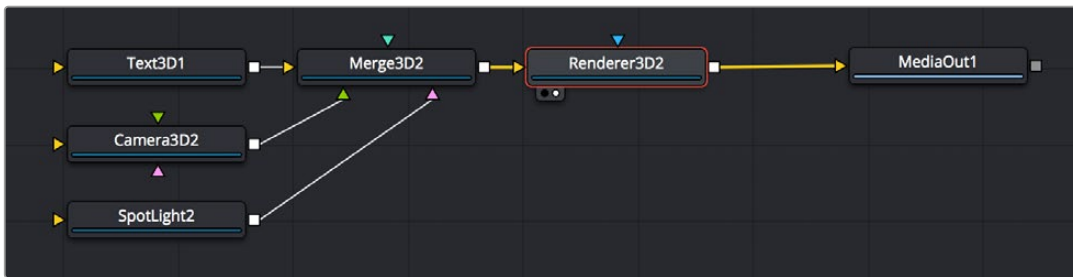 Text3D1
Merge3D2
Renderer3D2
MediaOut1
Camera3D2
SpotLight2